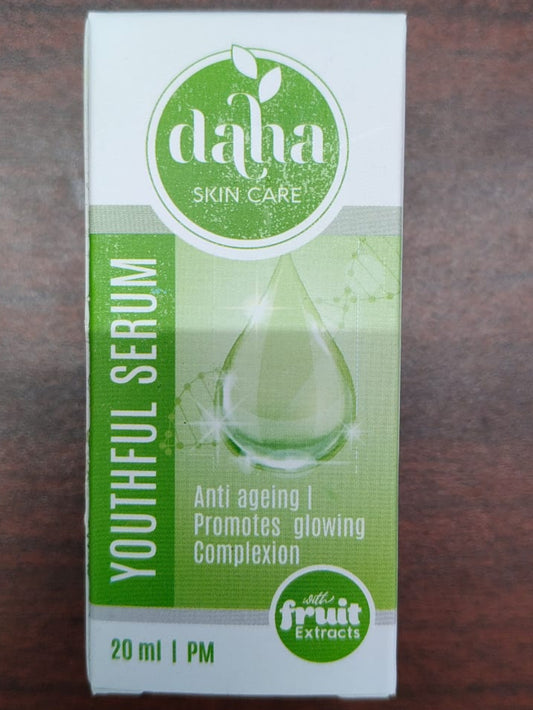 daha
SKIN CARE
YOUTHFUL SERUM
Anti ageing |
Promotes glowing
Complexion
with
fruit
Extracts
20 ml | PM